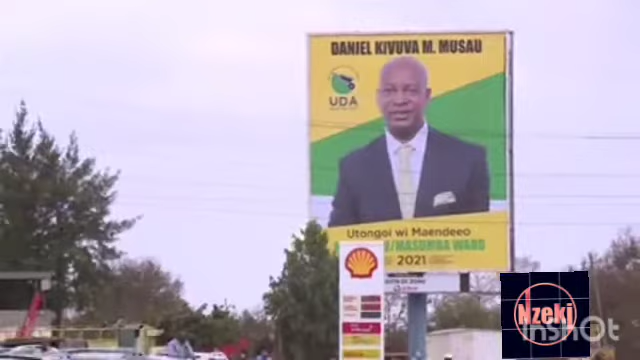 DANIEL KIVUVA M. MUSAU
UDA
Utongoi wi Maendeeo
/MASUMBA WARD
2021
Nzeki
InShOt